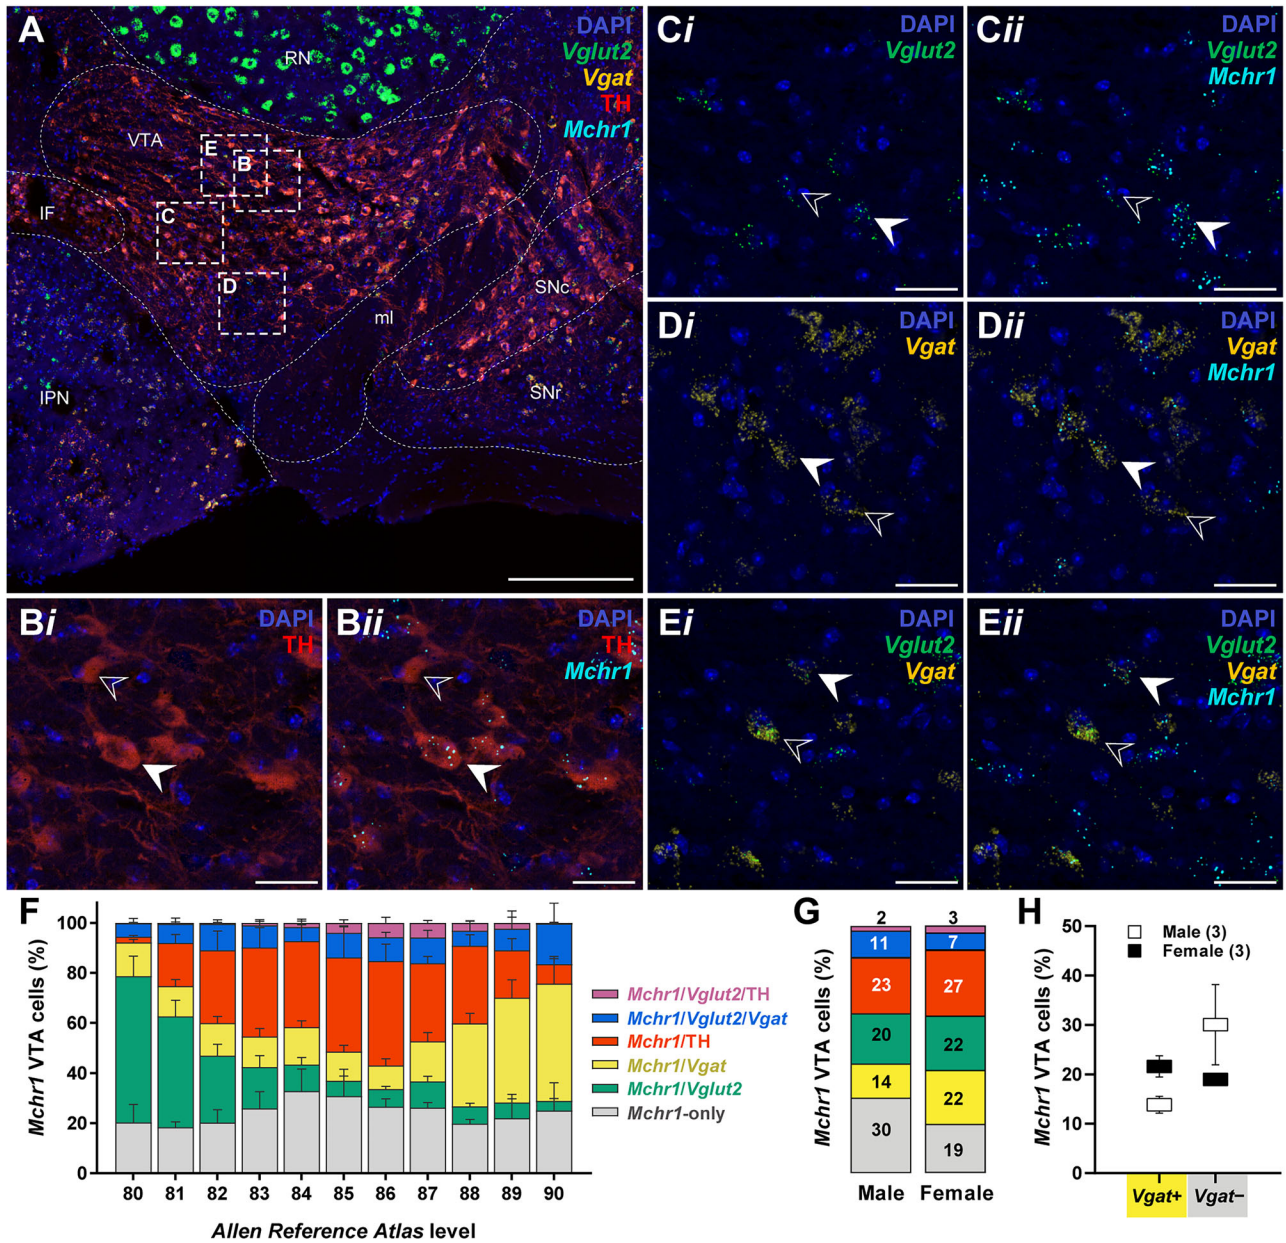 A
DAPI
Vglut2
Vgat
TH
Mchr1
RN
VTA
E
B
C
D
IF
IPN
ml
SNc
SNr
Ci
DAPI
Vglut2
Cii
DAPI
Vglut2
Mchr1
Di
DAPI
Vgat
Dii
DAPI
Vgat
Mchr1
Bi
DAPI
TH
Bii
DAPI
TH
Mchr1
Ei
DAPI
Vglut2
Vgat
Eii
DAPI
Vglut2
Vgat
Mchr1
F
Mchr1 VTA cells (%)
100
80
60
40
20
0
80 81 82 83 84 85 86 87 88 89 90
Allen Reference Atlas level
Mchr1/Vglut2/TH
Mchr1/Vglut2/Vgat
Mchr1/TH
Mchr1/Vgat
Mchr1/Vglut2
Mchr1-only
G
Mchr1 VTA cells (%)
2 3
11 7
23 27
20 22
14 22
30 19
Male Female
H
Mchr1 VTA cells (%)
50
40
30
20
10
0
Male (3)
Female (3)
Vgat+ Vgat−